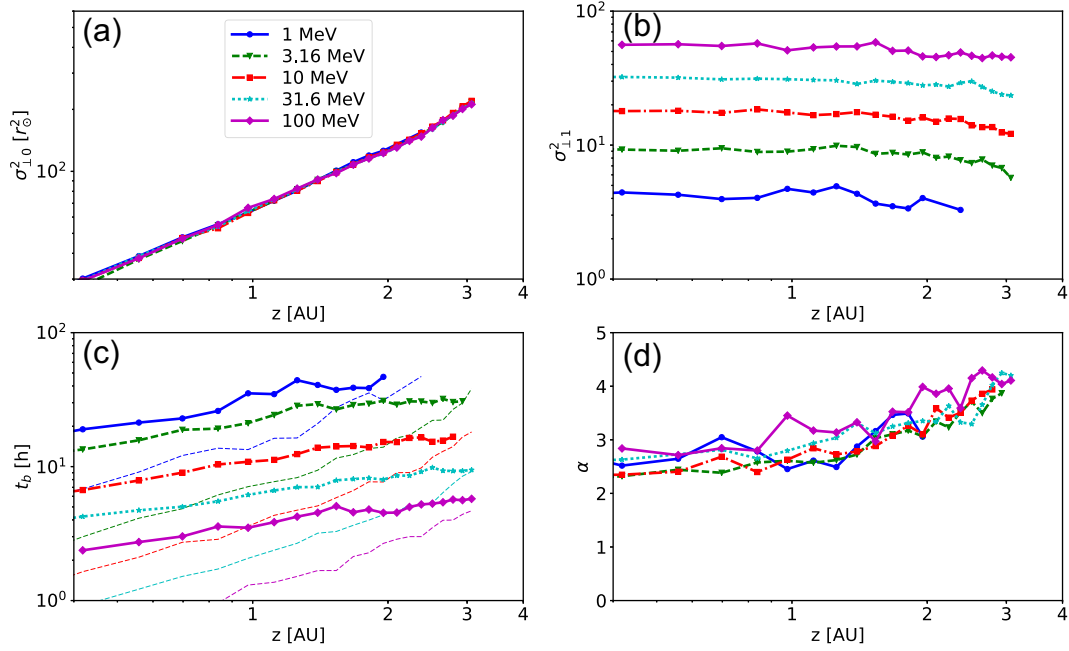 (a)
1 MeV
3.16 MeV
10 MeV
31.6 MeV
100 MeV
10²
σ²⊥0 [r²⊙]
1 2 3 4
z [AU]
(b)
10²
10¹
10⁰
σ²⊥1
1 2 3 4
z [AU]
(c)
10²
10¹
10⁰
t_b [h]
1 2 3 4
z [AU]
(d)
5
4
3
2
1
0
α
1 2 3 4
z [AU]